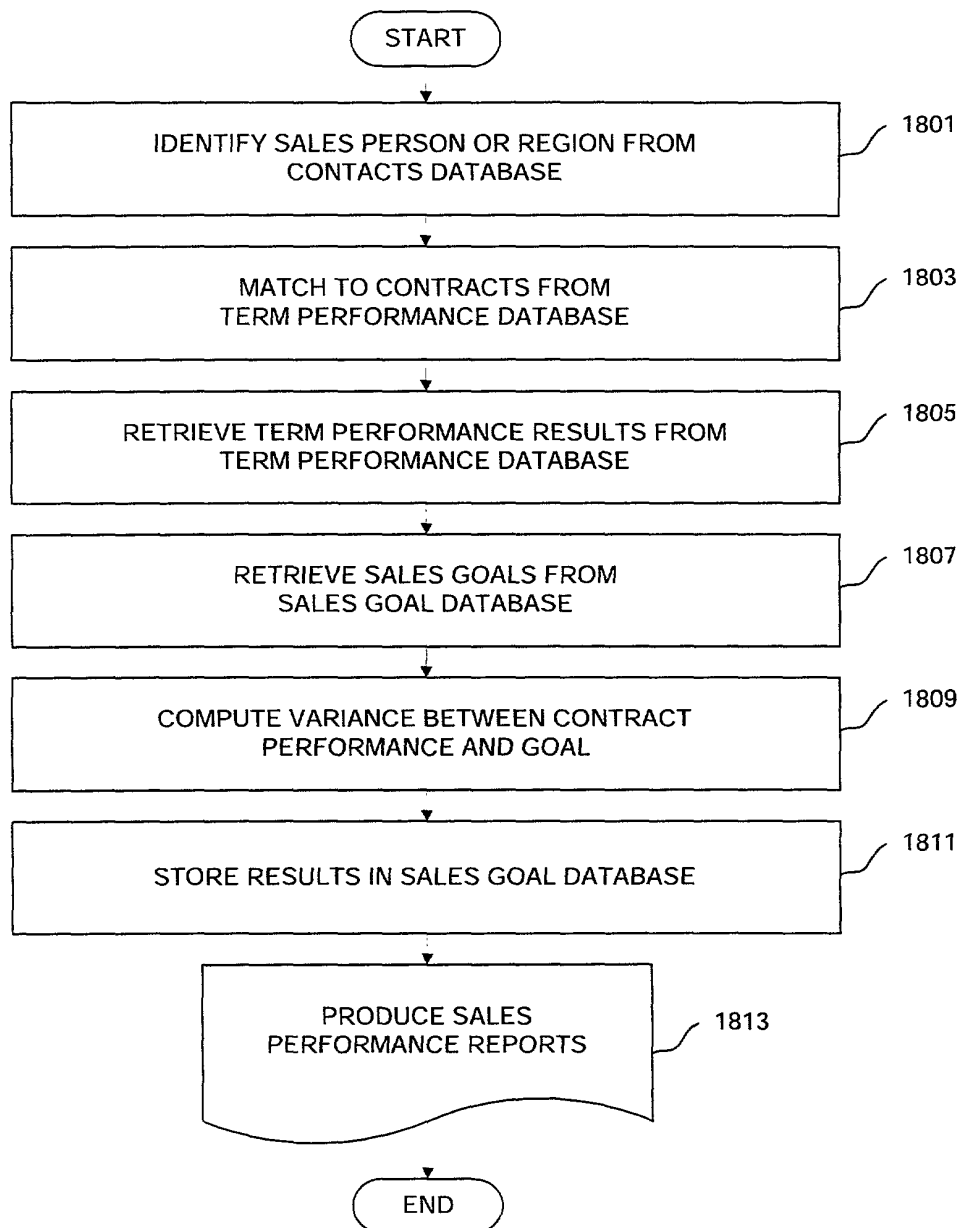 START
IDENTIFY SALES PERSON OR REGION FROM
CONTACTS DATABASE
1801
MATCH TO CONTRACTS FROM
TERM PERFORMANCE DATABASE
1803
RETRIEVE TERM PERFORMANCE RESULTS FROM
TERM PERFORMANCE DATABASE
1805
RETRIEVE SALES GOALS FROM
SALES GOAL DATABASE
1807
COMPUTE VARIANCE BETWEEN CONTRACT
PERFORMANCE AND GOAL
1809
STORE RESULTS IN SALES GOAL DATABASE
1811
PRODUCE SALES
PERFORMANCE REPORTS
1813
END